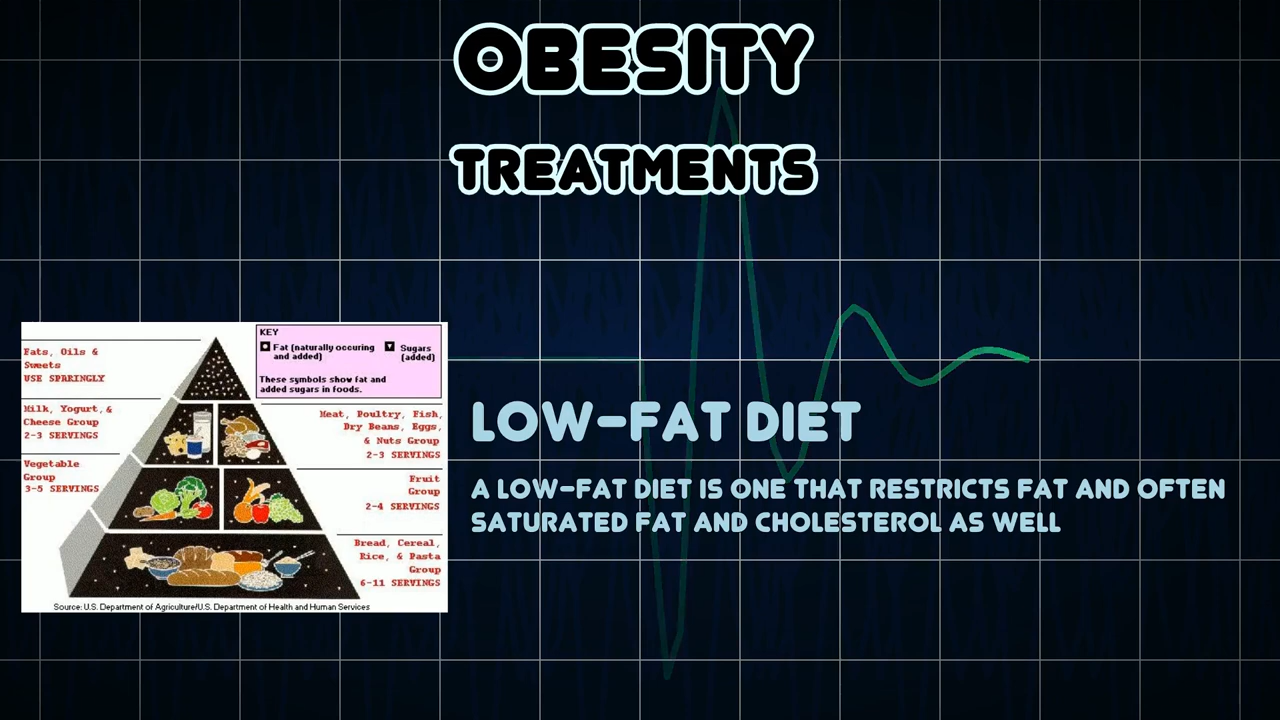 OBESITY
TREATMENTS
KEY
Fat (naturally occuring
and added)
Sugars
(added)
These symbols show fat and
added sugars in foods.
Fats, Oils &
Sweets
USE SPARINGLY
Milk, Yogurt, &
Cheese Group
2-3 SERVINGS
Meat, Poultry, Fish,
Dry Beans, Eggs,
& Nuts Group
2-3 SERVINGS
Vegetable
Group
3-5 SERVINGS
Fruit
Group
2-4 SERVINGS
Bread, Cereal,
Rice, & Pasta
Group
6-11 SERVINGS
Source: U.S. Department of Agriculture/U.S. Department of Health and Human Services
LOW-FAT DIET
A LOW-FAT DIET IS ONE THAT RESTRICTS FAT AND OFTEN
SATURATED FAT AND CHOLESTEROL AS WELL